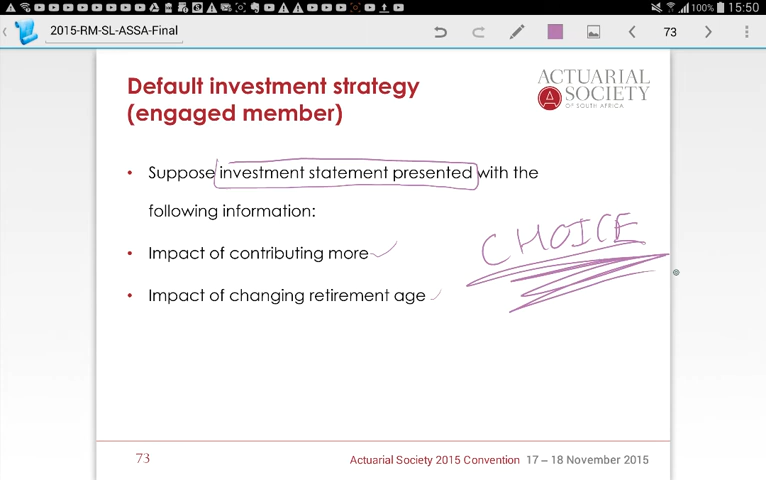 100% 15:50
2015-RM-SL-ASSA-Final
73
Default investment strategy
(engaged member)
ACTUARIAL
SOCIETY
OF SOUTH AFRICA
• Suppose investment statement presented with the
following information:
• Impact of contributing more
• Impact of changing retirement age
CHOICE
73
Actuarial Society 2015 Convention 17 – 18 November 2015